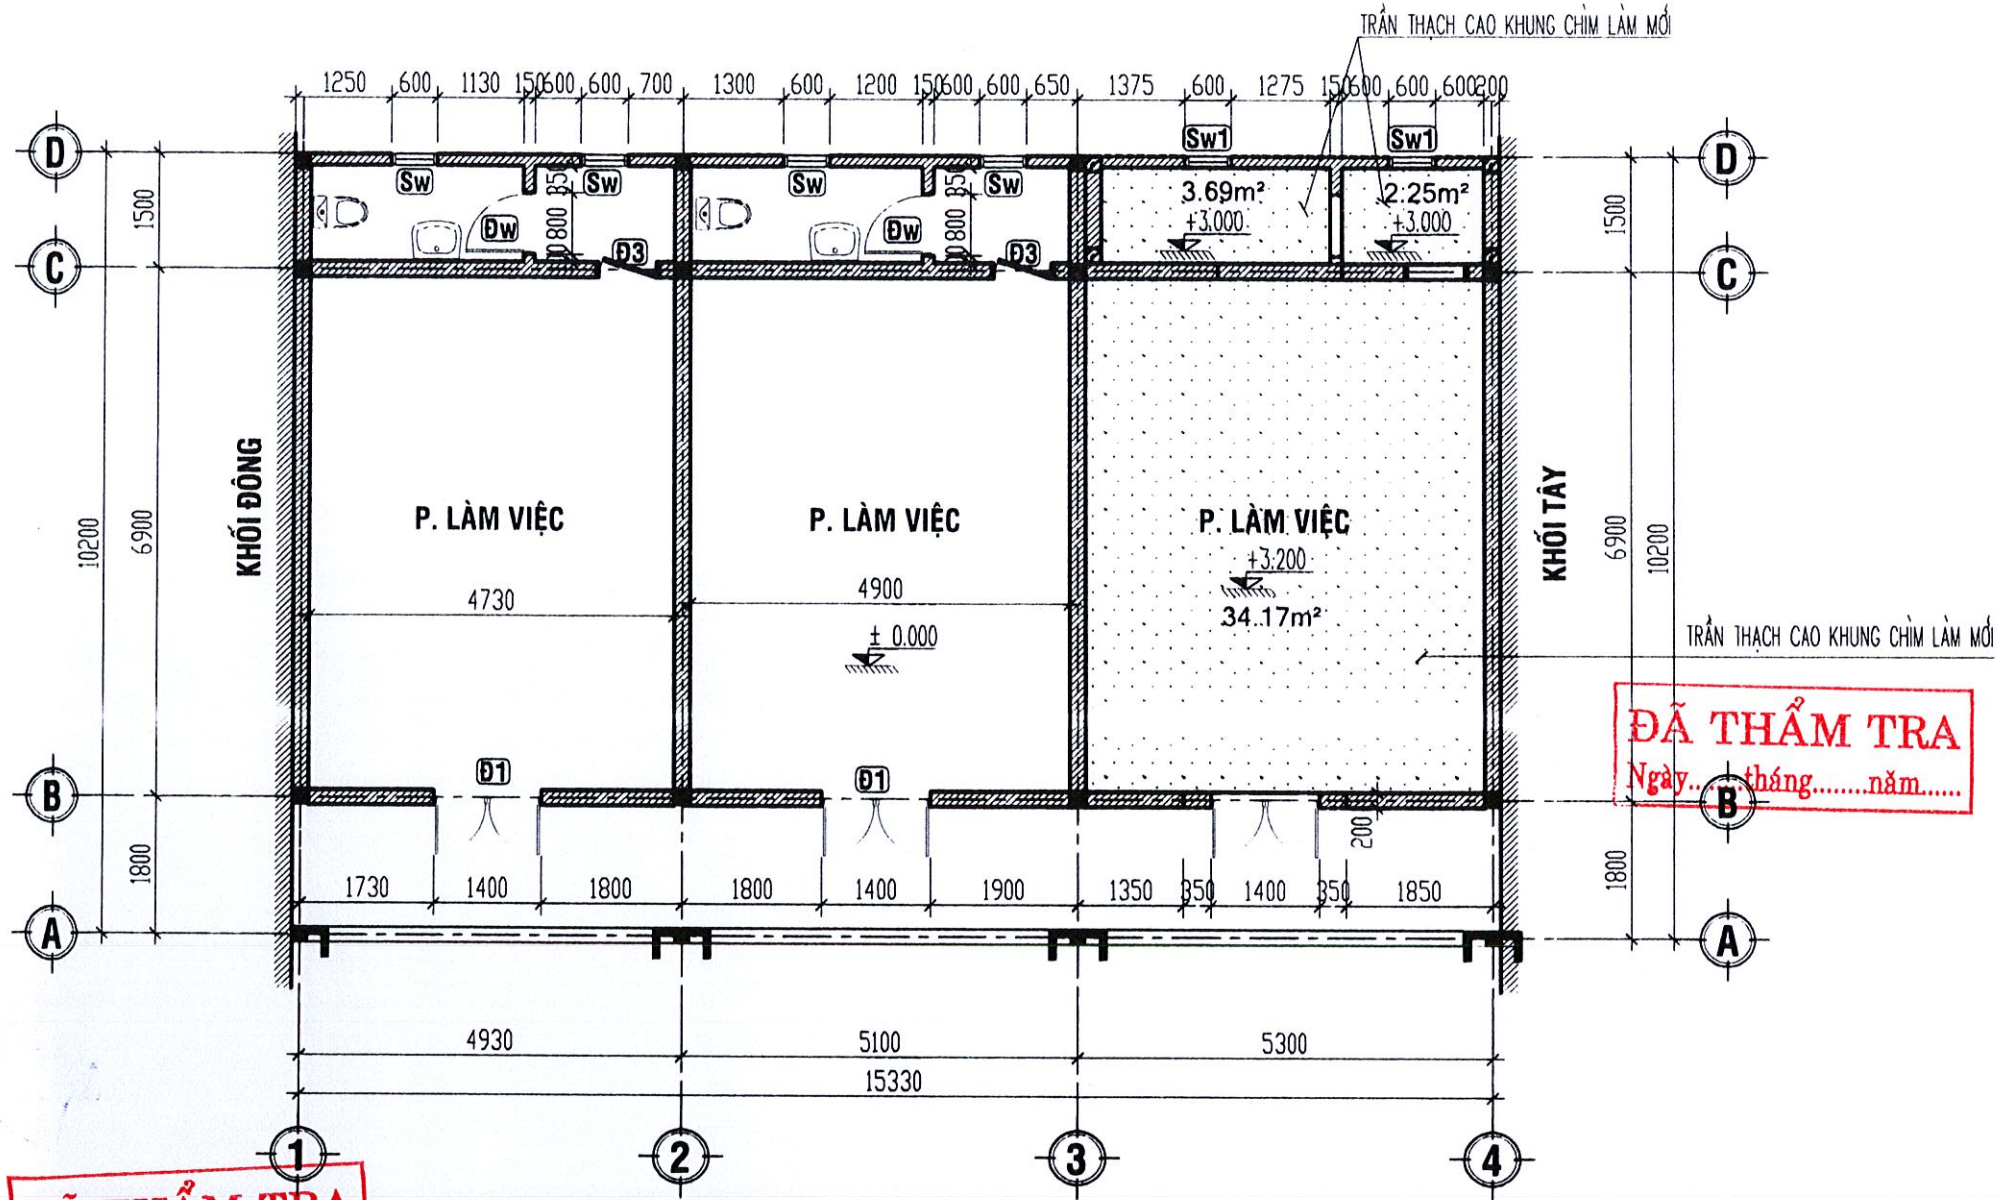 TRẦN THẠCH CAO KHUNG CHÌM LÀM MỚI
1250 600 1130 150 600 600 700 1300 600 1200 150 600 600 650 1375 600 1275 150 600 600 600 200
Sw1 Sw1
D D
Sw Sw Sw Sw
350 350
3.69m² 2.25m²
+3.000 +3.000
1500 1500
800 800
Đw Đw
Đ3 Đ3
C C
KHỐI ĐÔNG
KHỐI TÂY
P. LÀM VIỆC P. LÀM VIỆC P. LÀM VIỆC
10200 6900 6900 10200
+3.200
34.17m²
4730 4900
± 0.000
TRẦN THẠCH CAO KHUNG CHÌM LÀM MỚI
ĐÃ THẨM TRA
Ngày.......tháng........năm......
Đ1 Đ1
B B
200
1800 1800
1730 1400 1800 1800 1400 1900 1350 350 1400 350 1850
A A
4930 5100 5300
15330
1 2 3 4
THẨM TRA